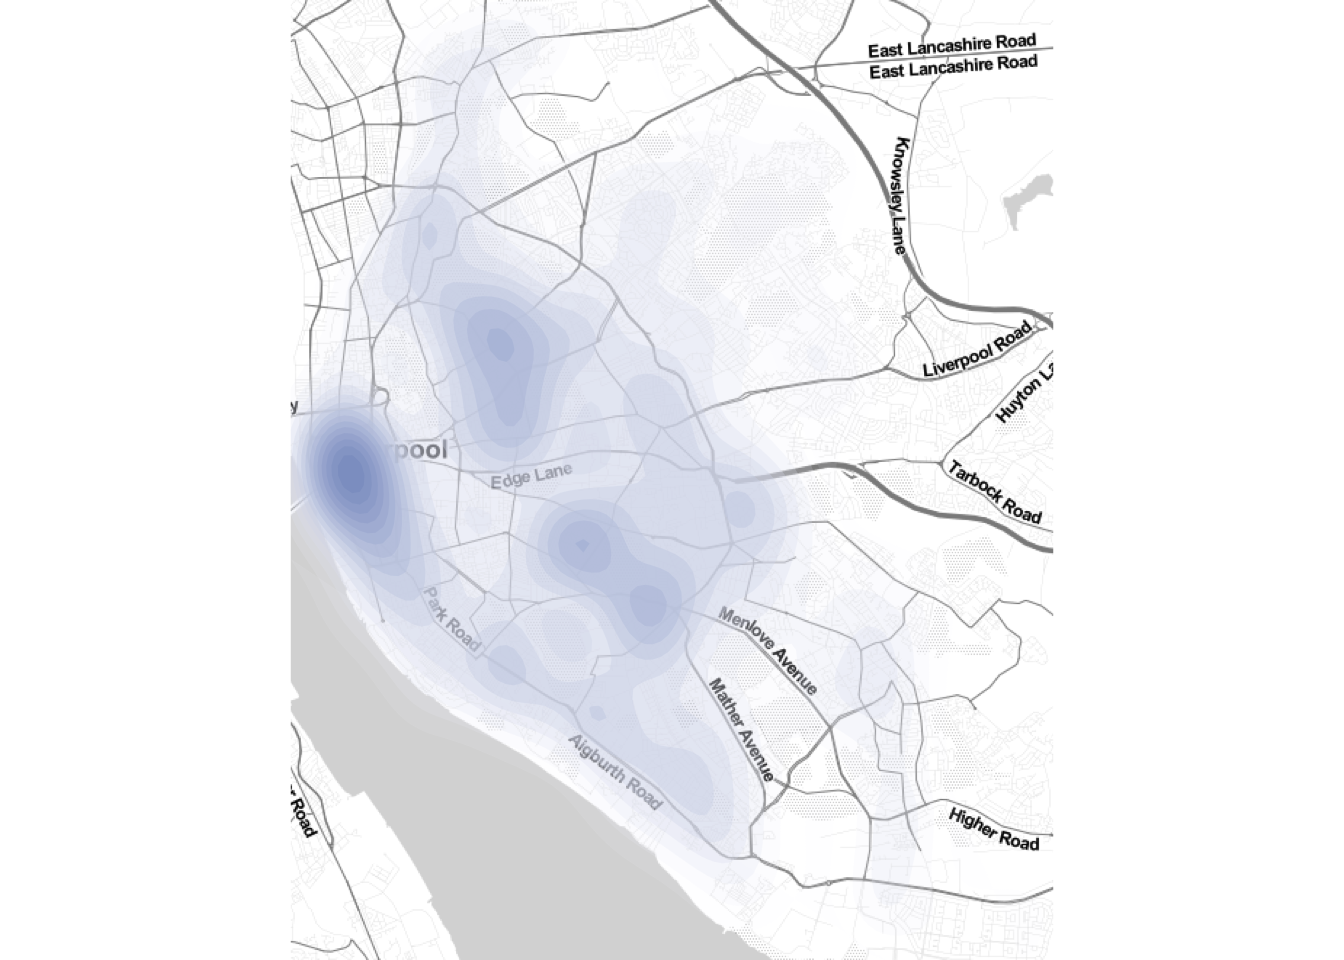 East Lancashire Road
East Lancashire Road
Knowsley Lane
Liverpool Road
Huyton La
y
rpool
Edge Lane
Tarbock Road
Park Road
Menlove Avenue
Mather Avenue
Aigburth Road
r Road
Higher Road